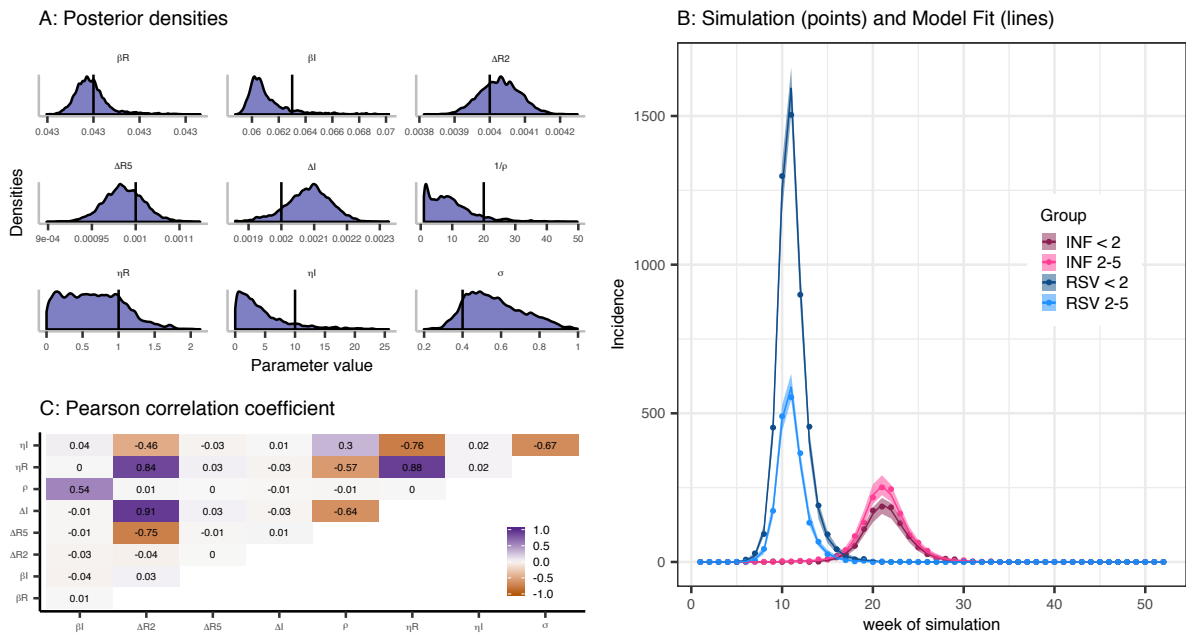 A: Posterior densities
βR
βI
ΔR2
0.043 0.043 0.043 0.043
0.06 0.062 0.064 0.066 0.068 0.07
0.0038 0.0039 0.004 0.0041 0.0042
ΔR5
ΔI
1/ρ
9e-04 0.00095 0.001 0.0011
0.0019 0.002 0.0021 0.0022 0.0023
0 10 20 30 40 50
Densities
ηR
ηI
σ
0 0.5 1 1.5 2
0 5 10 15 20 25
0.2 0.4 0.6 0.8 1
Parameter value
C: Pearson correlation coefficient
ηI 0.04 -0.46 -0.03 0.01 0.3 -0.76 0.02 -0.67
ηR 0 0.84 0.03 -0.03 -0.57 0.88 0.02
ρ 0.54 0.01 0 -0.01 -0.01 0
ΔI -0.01 0.91 0.03 -0.03 -0.64
ΔR5 -0.01 -0.75 -0.01 0.01
ΔR2 -0.03 -0.04 0
βI -0.04 0.03
βR 0.01
βI ΔR2 ΔR5 ΔI ρ ηR ηI σ
1.0
0.5
0.0
-0.5
-1.0
B: Simulation (points) and Model Fit (lines)
Incidence
1500
1000
500
0
0 10 20 30 40 50
week of simulation
Group
INF < 2
INF 2-5
RSV < 2
RSV 2-5